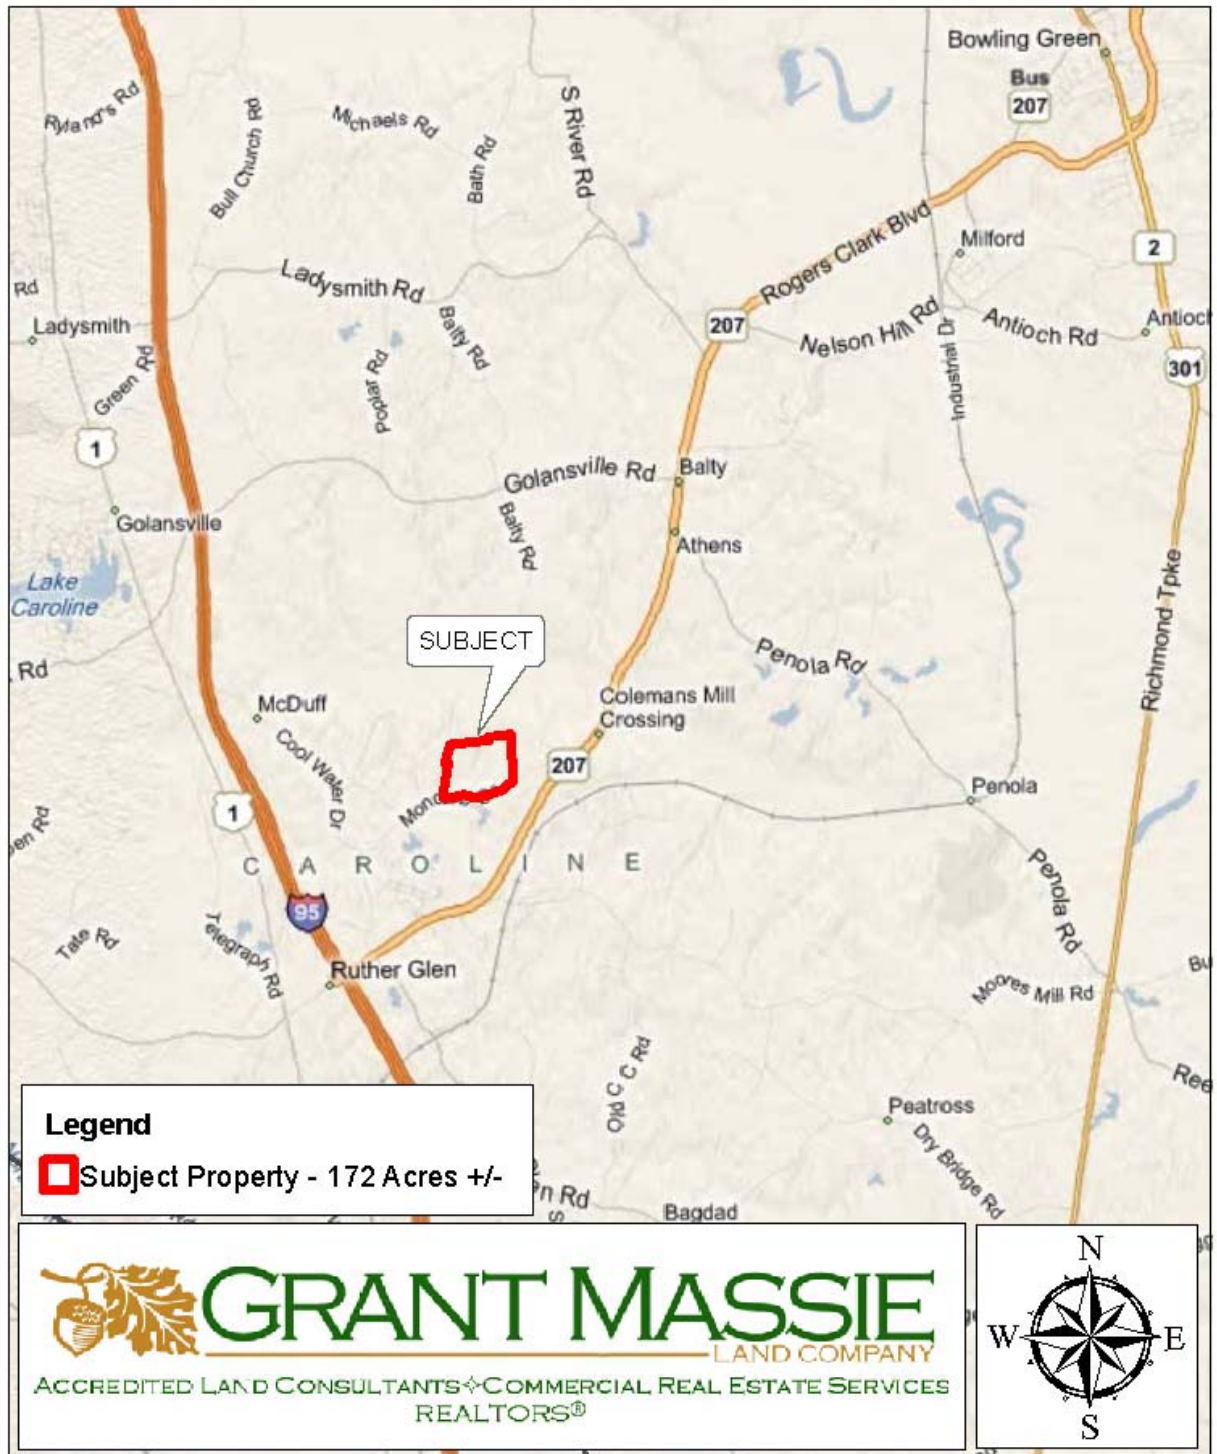 Bowling Green
Bus
207
Ryland's Rd
Bull Church Rd
Michaels Rd
Bath Rd
S River Rd
Rogers Clark Blvd
Milford
2
Rd
Ladysmith Rd
Ladysmith
Balty Rd
207
Nelson Hill Rd
Industrial Dr
Antioch Rd
301
Green Rd
Poplar Rd
1
Golansville Rd
Balty
Golansville
Balty Rd
Athens
Lake
Caroline
Richmond Tpke
SUBJECT
Penola Rd
Rd
McDuff
Colemans Mill
Crossing
Cool Water Dr
207
Penola
1
CAROLINE
Penola Rd
95
Tate Rd
Telegraph Rd
Ruther Glen
Moores Mill Rd
Old C C Rd
Peatross
Dry Bridge Rd
Rd
Bagdad
Legend
Subject Property - 172 Acres +/-
GRANT MASSIE
LAND COMPANY
ACCREDITED LAND CONSULTANTS✧COMMERCIAL REAL ESTATE SERVICES
REALTORS®
N
W E
S